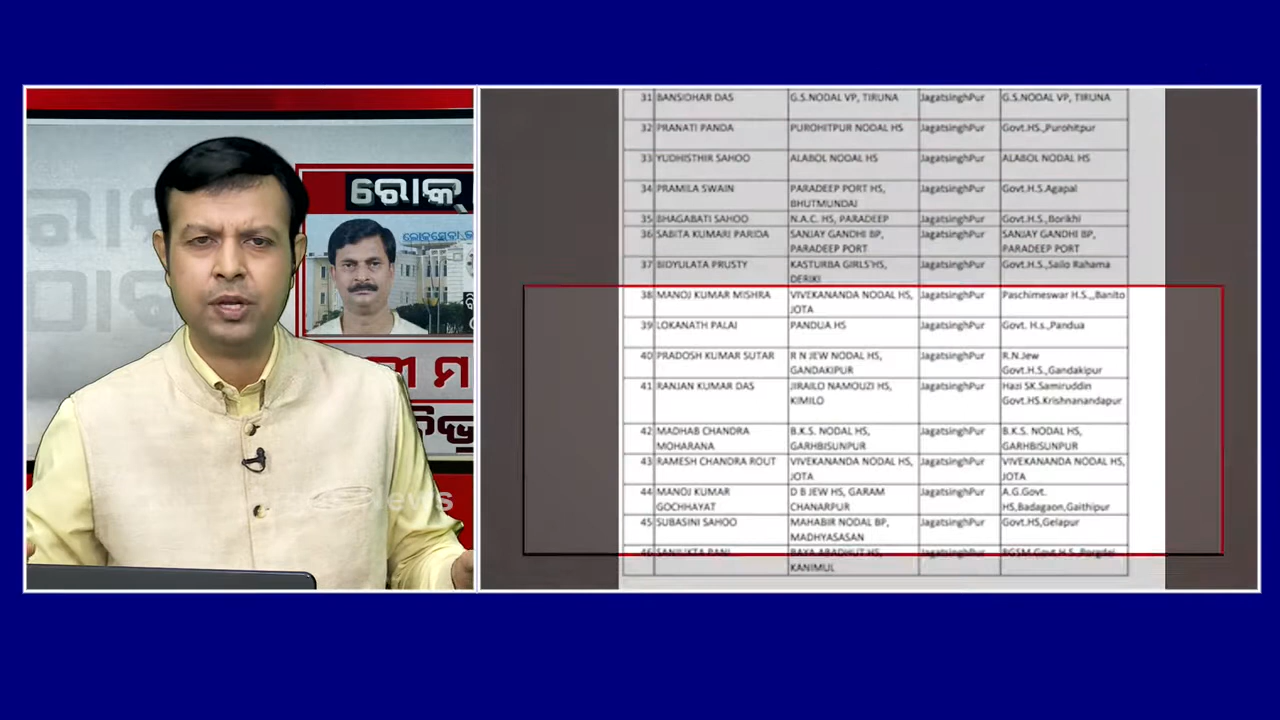 ରୋକ୍
ଲୋକସେବା
ମ
news
31 BANSIDHAR DAS G.S.NODAL VP, TIRUNA JagatsinghPur G.S.NODAL VP, TIRUNA
32 PRANATI PANDA PUROHITPUR NODAL HS JagatsinghPur Govt.HS.,Purohitpur
33 YUDHISTHIR SAHOO ALABOL NODAL HS JagatsinghPur ALABOL NODAL HS
34 PRAMILA SWAIN PARADEEP PORT HS, JagatsinghPur Govt.H.S.Agapal
BHUTMUNDAI
35 BHAGABATI SAHOO N.A.C. HS, PARADEEP JagatsinghPur Govt.H.S.,Borikhi
36 SABITA KUMARI PARIDA SANJAY GANDHI BP, JagatsinghPur SANJAY GANDHI BP,
PARADEEP PORT PARADEEP PORT
37 BIDYULATA PRUSTY KASTURBA GIRLS'HS, JagatsinghPur Govt.H.S.,Sailo Rahama
DERIKI
38 MANOJ KUMAR MISHRA VIVEKANANDA NODAL HS, JagatsinghPur Paschimeswar H.S.,,Banito
JOTA
39 LOKANATH PALAI PANDUA HS JagatsinghPur Govt. H.s.,Pandua
40 PRADOSH KUMAR SUTAR R N JEW NODAL HS, JagatsinghPur R.N.Jew
GANDAKIPUR Govt.H.S.,Gandakipur
41 RANJAN KUMAR DAS JIRAILO NAMOUZI HS, JagatsinghPur Hazi SK.Samiruddin
KIMILO Govt.HS.Krishnanandapur
42 MADHAB CHANDRA B.K.S. NODAL HS, JagatsinghPur B.K.S. NODAL HS,
MOHARANA GARHBISUNPUR GARHBISUNPUR
43 RAMESH CHANDRA ROUT VIVEKANANDA NODAL HS, JagatsinghPur VIVEKANANDA NODAL HS,
JOTA JOTA
44 MANOJ KUMAR D B JEW HS, GARAM JagatsinghPur A.G.Govt.
GOCHHAYAT CHANARPUR HS,Badagaon,Gaithipur
45 SUBASINI SAHOO MAHABIR NODAL BP, JagatsinghPur Govt.HS,Gelapur
MADHYASASAN
46 JagatsinghPur
KANIMUL